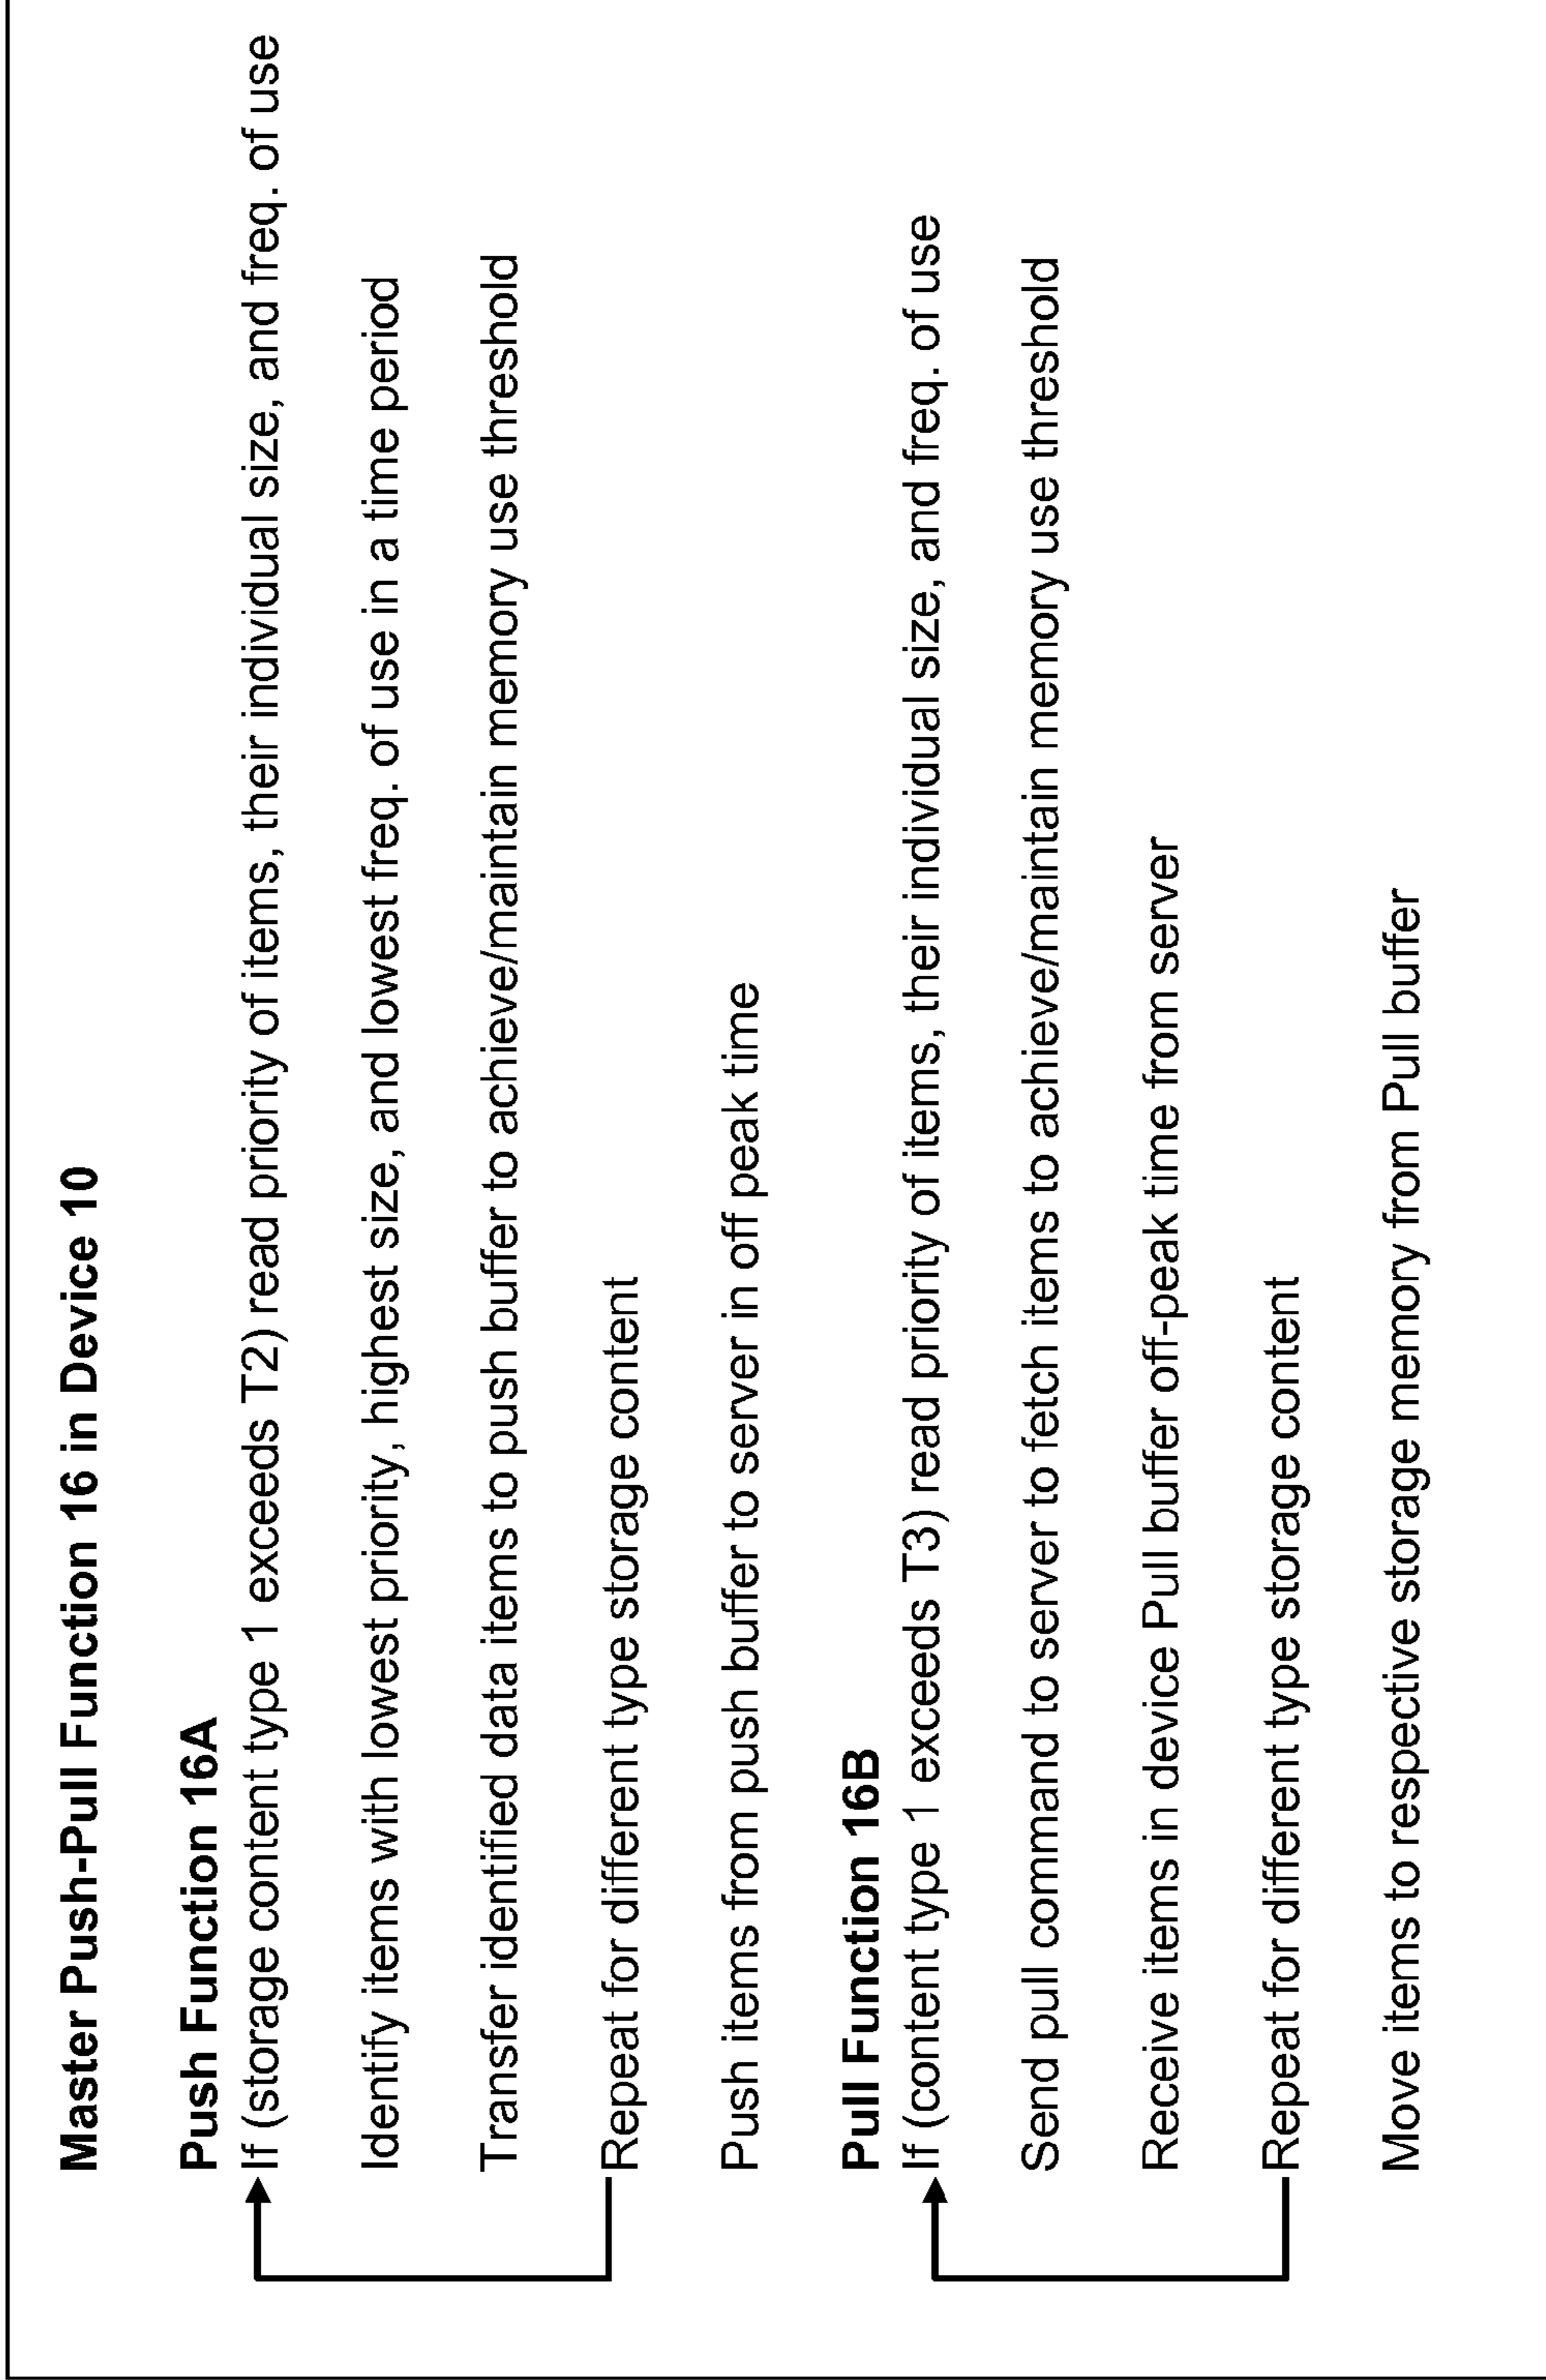 Master Push-Pull Function 16 in Device 10
Push Function 16A
If (storage content type 1 exceeds T2) read priority of items, their individual size, and freq. of use
Identify items with lowest priority, highest size, and lowest freq. of use in a time period
Transfer identified data items to push buffer to achieve/maintain memory use threshold
Repeat for different type storage content
Push items from push buffer to server in off peak time
Pull Function 16B
If (content type 1 exceeds T3) read priority of items, their individual size, and freq. of use
Send pull command to server to fetch items to achieve/maintain memory use threshold
Receive items in device Pull buffer off-peak time from server
Repeat for different type storage content
Move items to respective storage memory from Pull buffer